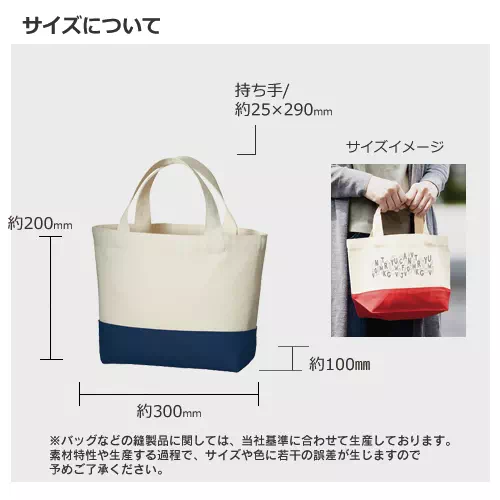 サイズについて
持ち手/
約25×290mm
サイズイメージ
約200mm
約100㎜
約300mm
※バッグなどの縫製品に関しては、当社基準に合わせて生産しております。
素材特性や生産する過程で、サイズや色に若干の誤差が生じますので
予めご了承ください。